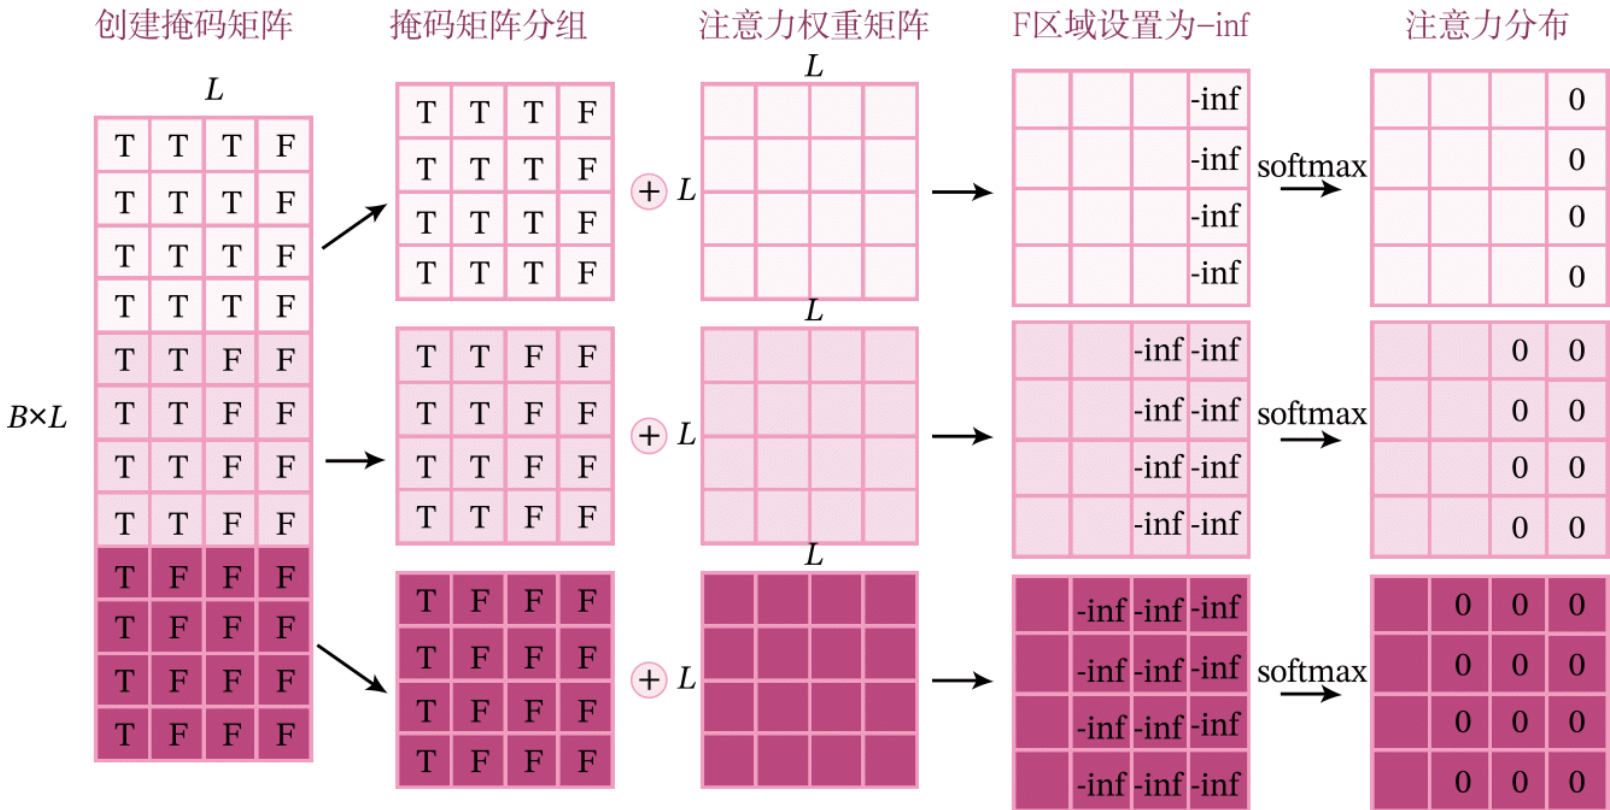 创建掩码矩阵 掩码矩阵分组 注意力权重矩阵 F区域设置为-inf 注意力分布
L
B×L
T T T F
T T T F
T T T F
T T T F
T T F F
T T F F
T T F F
T T F F
T F F F
T F F F
T F F F
T F F F
T T T F
T T T F
T T T F
T T T F
+
L
L
-inf
-inf
-inf
-inf
softmax
0
0
0
0
T T F F
T T F F
T T F F
T T F F
+
L
L
-inf -inf
-inf -inf
-inf -inf
-inf -inf
softmax
0 0
0 0
0 0
0 0
T F F F
T F F F
T F F F
T F F F
+
L
L
-inf -inf -inf
-inf -inf -inf
-inf -inf -inf
-inf -inf -inf
softmax
0 0 0
0 0 0
0 0 0
0 0 0